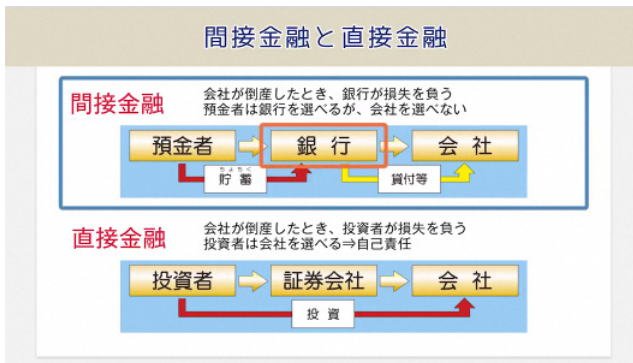 間接金融と直接金融
間接金融
会社が倒産したとき、銀行が損失を負う
預金者は銀行を選べるが、会社を選べない
預金者
銀行
会社
ちょちく
貯蓄
貸付等
直接金融
会社が倒産したとき、投資者が損失を負う
投資者は会社を選べる⇒自己責任
投資者
証券会社
会社
投資